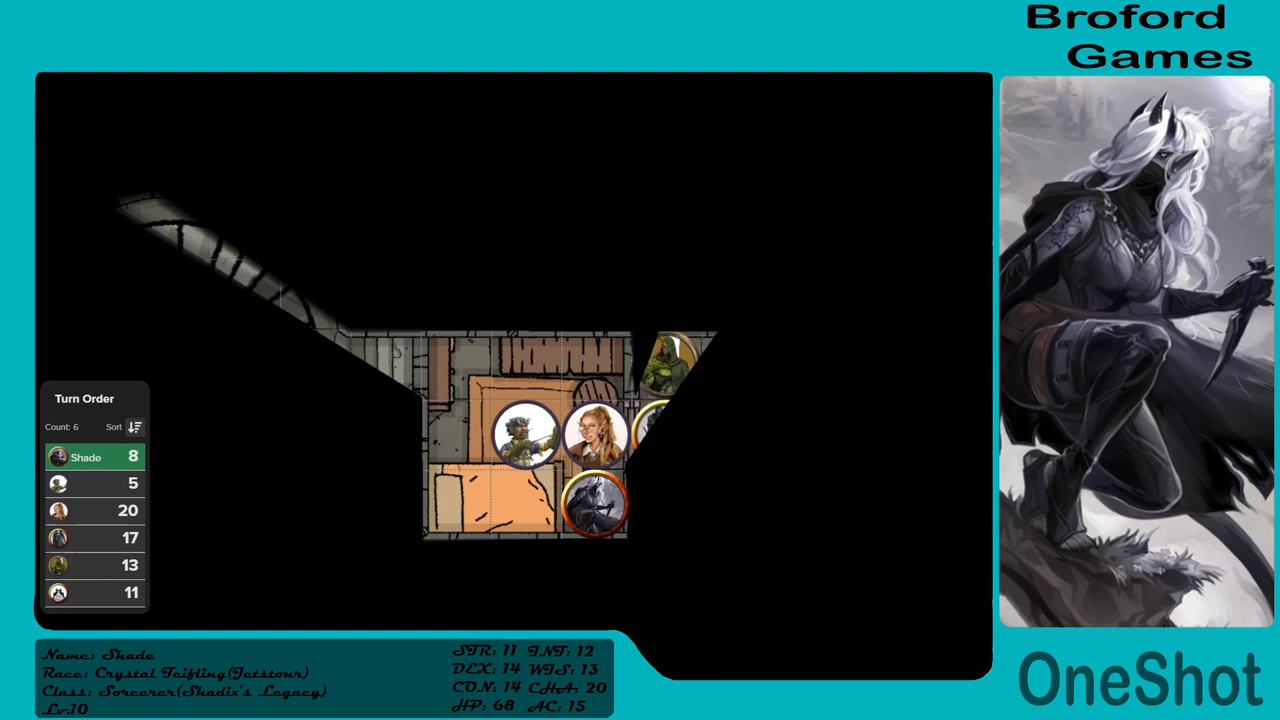 Broford
Games
Turn Order
Count: 6 Sort
Shade 8
5
20
17
13
11
Name: Shade
Race: Crystal Teifling(Jetstonr)
Class: Sorcerer(Shadix's Legacy)
Lv.10
STR: 11 INT: 12
DEX: 14 WIS: 13
CON: 14 CHA: 20
HP: 68 AC: 15
OneShot